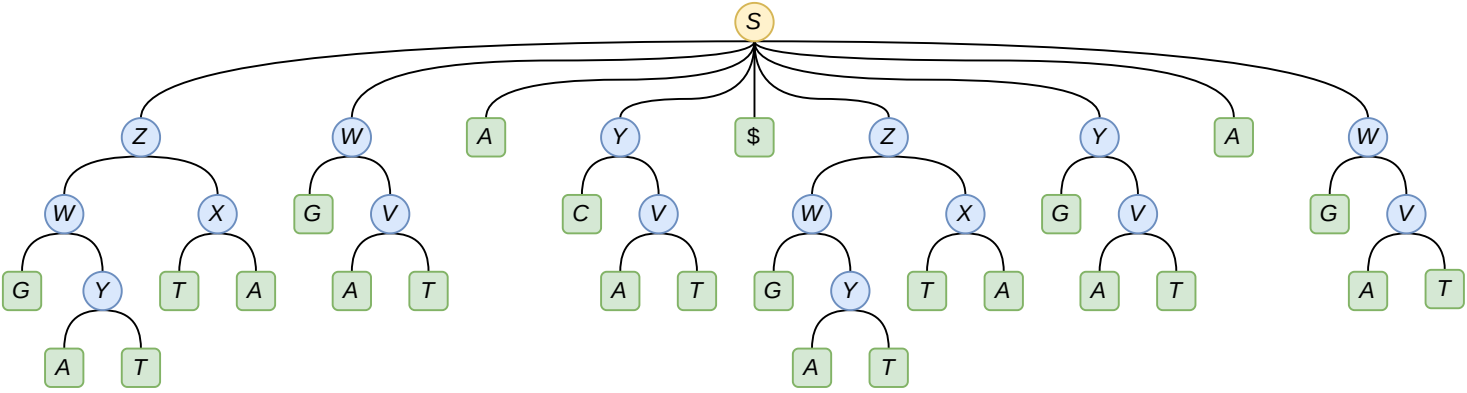 S
Z W A Y $ Z Y A W
W X G V C V W X G V G V
G Y T A A T A T G Y T A A T A T
A T A T